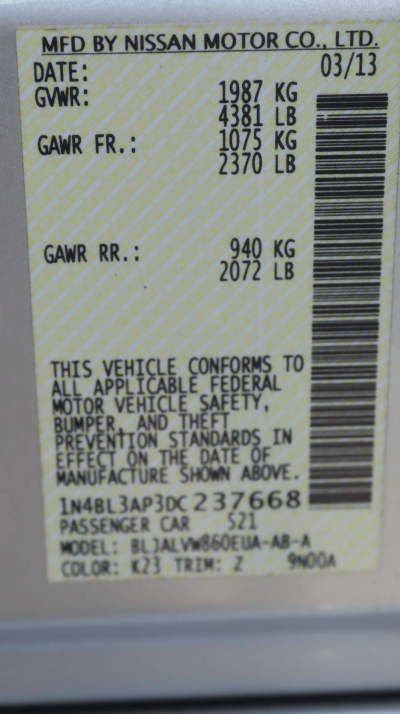 MFD BY NISSAN MOTOR CO., LTD.
DATE: 03/13
GVWR: 1987 KG
4381 LB
GAWR FR.: 1075 KG
2370 LB
GAWR RR.: 940 KG
2072 LB
THIS VEHICLE CONFORMS TO
ALL APPLICABLE FEDERAL
MOTOR VEHICLE SAFETY,
BUMPER, AND THEFT
PREVENTION STANDARDS IN
EFFECT ON THE DATE OF
MANUFACTURE SHOWN ABOVE.
1N4BL3AP3DC237668
PASSENGER CAR S21
MODEL: BLJALVW860EUA-AB-A
COLOR: K23 TRIM: Z 9N00A